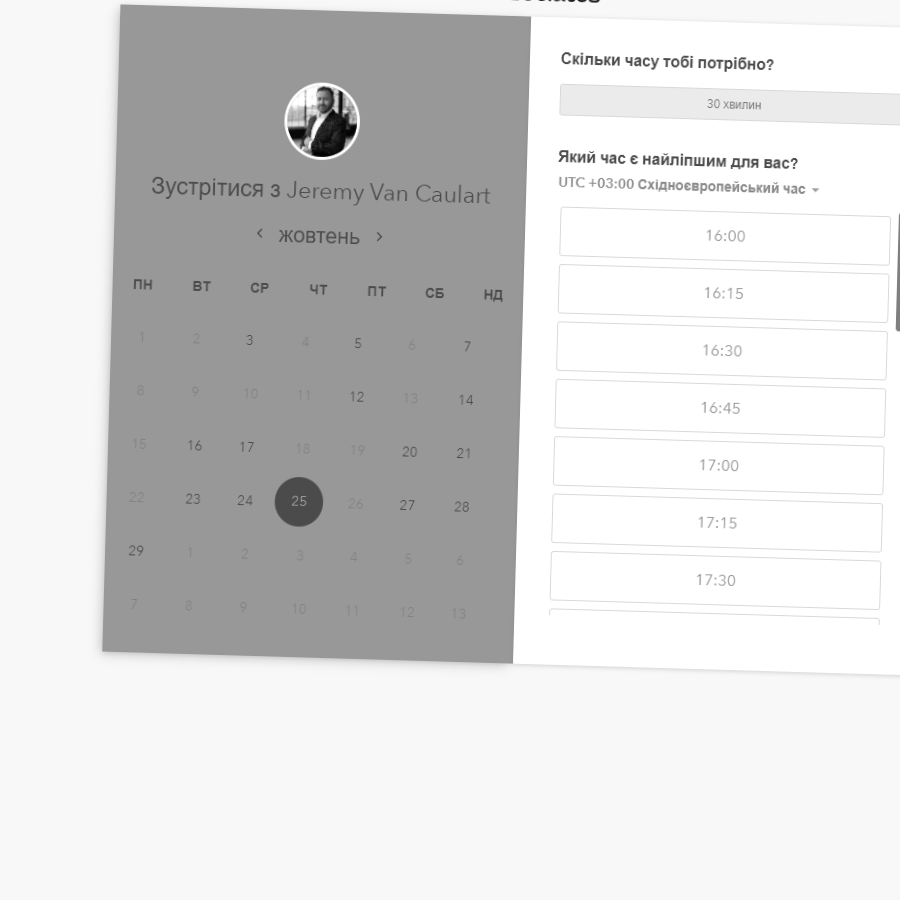 Зустрітися з Jeremy Van Caulart
жовтень
ПН ВТ СР ЧТ ПТ СБ НД
1 2 3 4 5 6 7
8 9 10 11 12 13 14
15 16 17 18 19 20 21
22 23 24 25 26 27 28
29 1 2 3 4 5 6
7 8 9 10 11 12 13
Скільки часу тобі потрібно?
30 хвилин
Який час є найліпшим для вас?
UTC +03:00 Східноєвропейський час
16:00
16:15
16:30
16:45
17:00
17:15
17:30